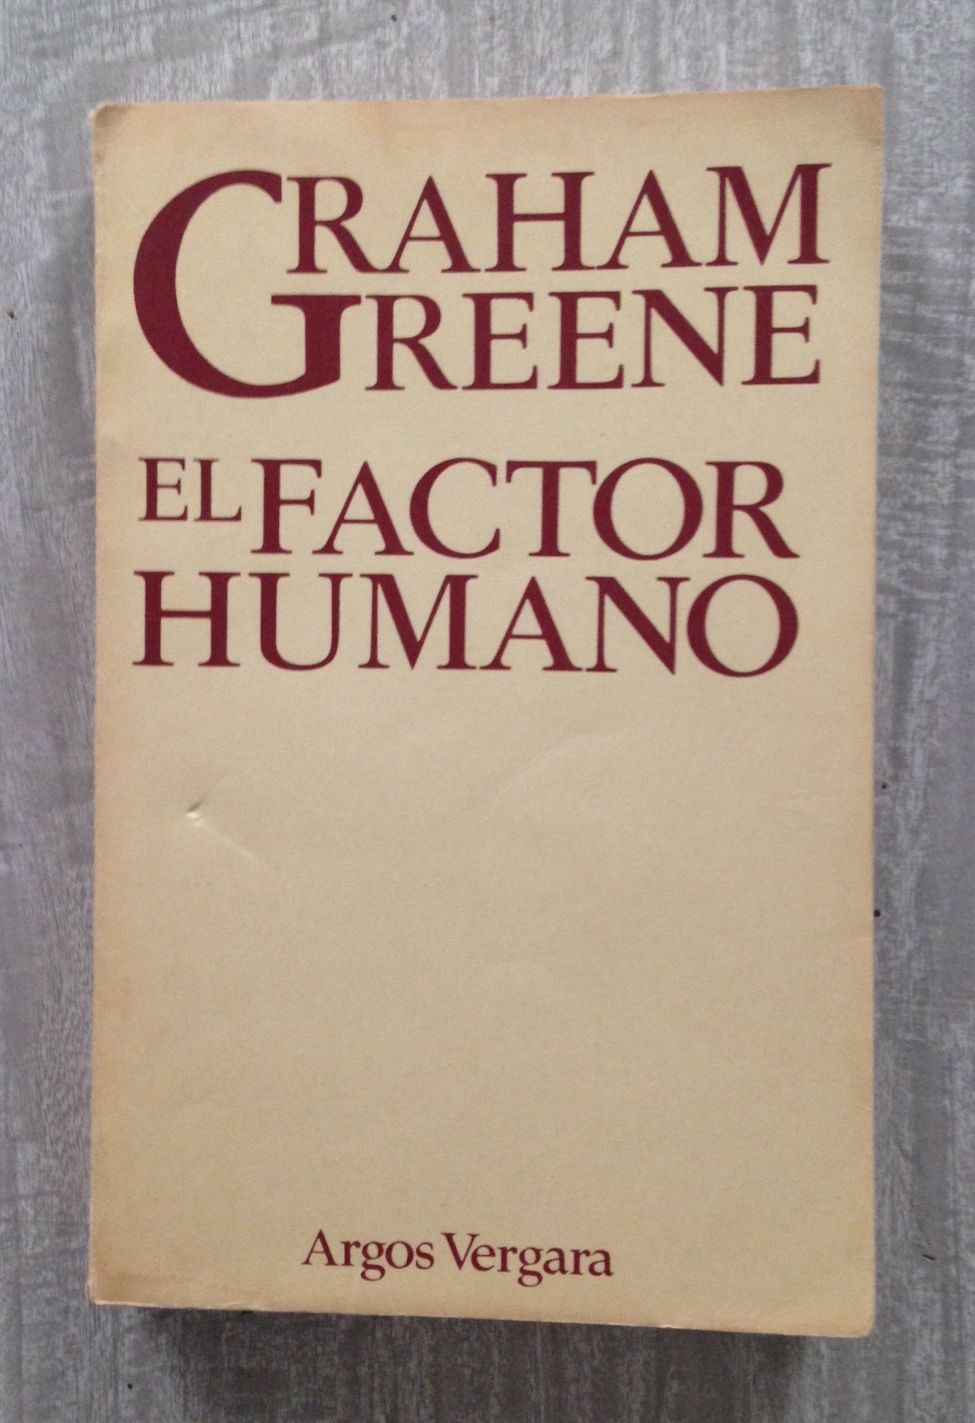 GRAHAM
GREENE
EL FACTOR
HUMANO
Argos Vergara